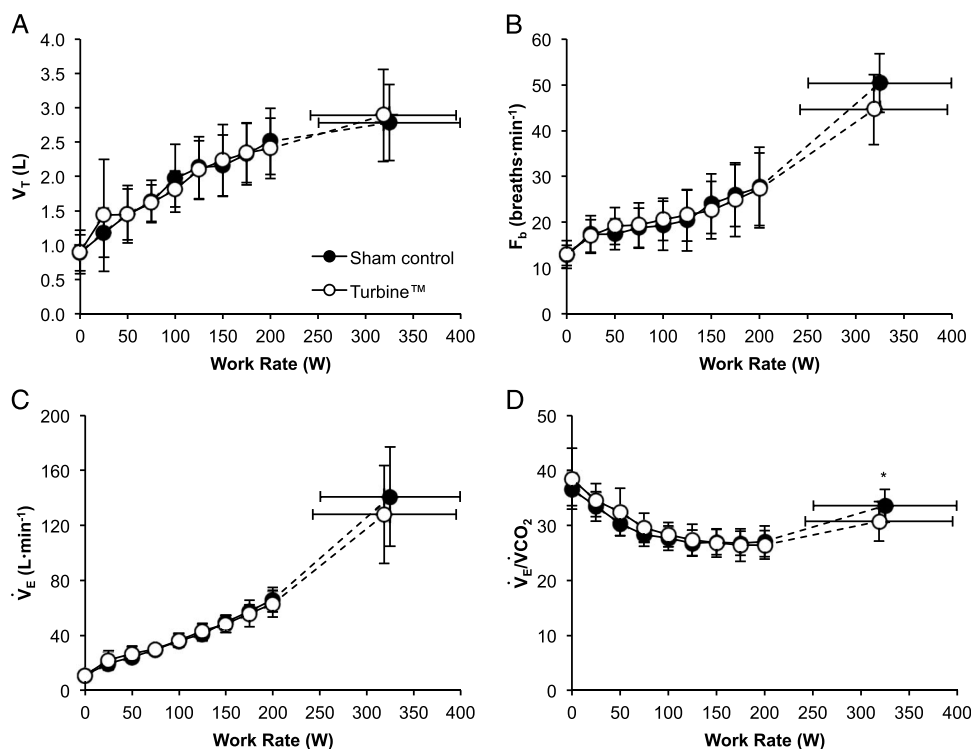 A
V_T (L)
4.0
3.5
3.0
2.5
2.0
1.5
1.0
0.5
0.0
Sham control
Turbine™
0 50 100 150 200 250 300 350 400
Work Rate (W)
B
F_b (breaths·min⁻¹)
60
50
40
30
20
10
0
0 50 100 150 200 250 300 350 400
Work Rate (W)
C
V̇_E (L·min⁻¹)
200
160
120
80
40
0
0 50 100 150 200 250 300 350 400
Work Rate (W)
D
V̇_E/V̇CO₂
50
40
30
20
10
0
*
0 50 100 150 200 250 300 350 400
Work Rate (W)